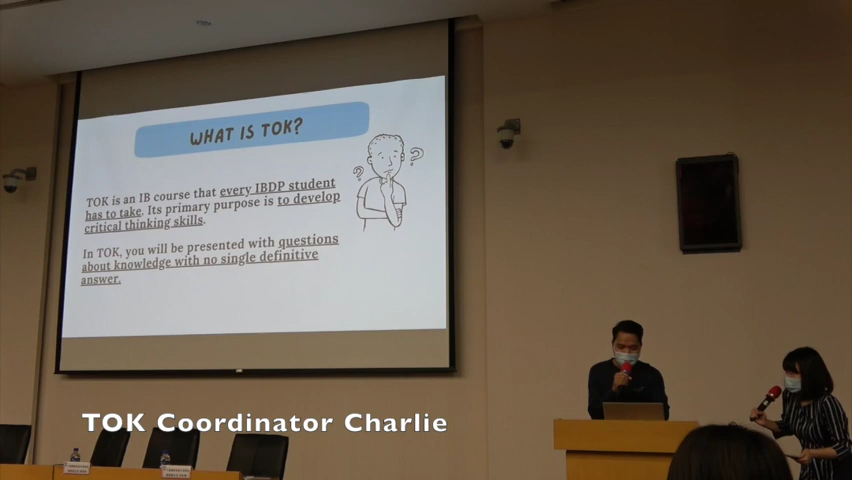 WHAT IS TOK?
TOK is an IB course that every IBDP student
has to take. Its primary purpose is to develop
critical thinking skills.
In TOK, you will be presented with questions
about knowledge with no single definitive
answer.
TOK Coordinator Charlie